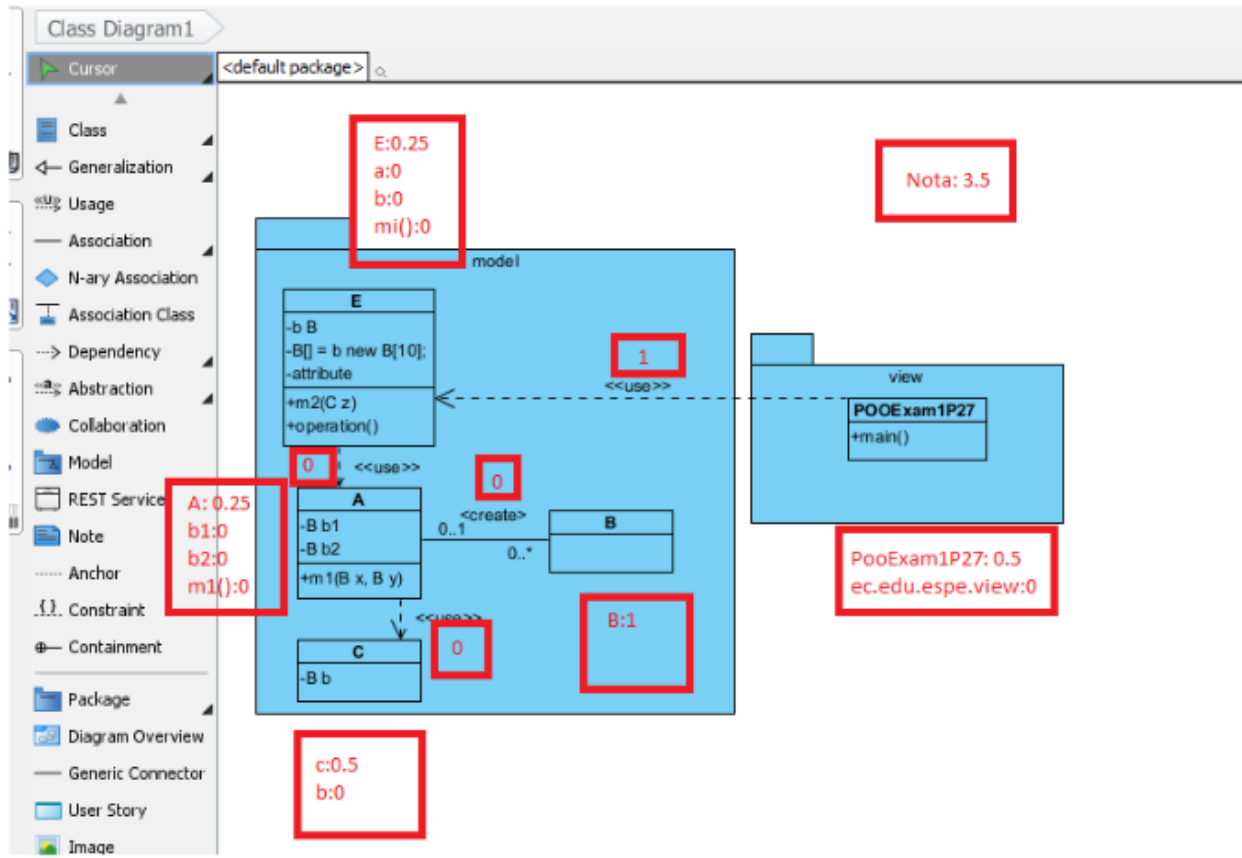 Class Diagram1
Cursor
Class
Generalization
Usage
Association
N-ary Association
Association Class
Dependency
Abstraction
Collaboration
Model
REST Service
Note
Anchor
Constraint
Containment
Package
Diagram Overview
Generic Connector
User Story
Image
<default package>
E:0.25
a:0
b:0
mi():0
Nota: 3.5
model
E
-b B
-B[] = b new B[10];
-attribute
+m2(C z)
+operation()
1
<<use>>
view
POOExam1P27
+main()
0
<<use>>
A: 0.25
b1:0
b2:0
m1():0
A
-B b1
-B b2
+m1(B x, B y)
0
<create>
0..1
0..*
B
PooExam1P27: 0.5
ec.edu.espe.view:0
B:1
<<use>>
0
C
-B b
c:0.5
b:0